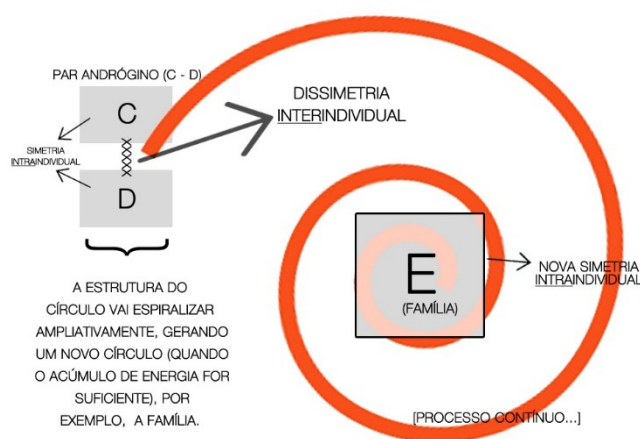 PAR ANDRÓGINO (C - D)
C
SIMETRIA
INTRAINDIVIDUAL
D
DISSIMETRIA
INTERINDIVIDUAL
E
(FAMÍLIA)
NOVA SIMETRIA
INTRAINDIVIDUAL
A ESTRUTURA DO
CÍRCULO VAI ESPIRALIZAR
AMPLIATIVAMENTE, GERANDO
UM NOVO CÍRCULO (QUANDO
O ACÚMULO DE ENERGIA FOR
SUFICIENTE), POR
EXEMPLO, A FAMÍLIA.
[PROCESSO CONTÍNUO...]